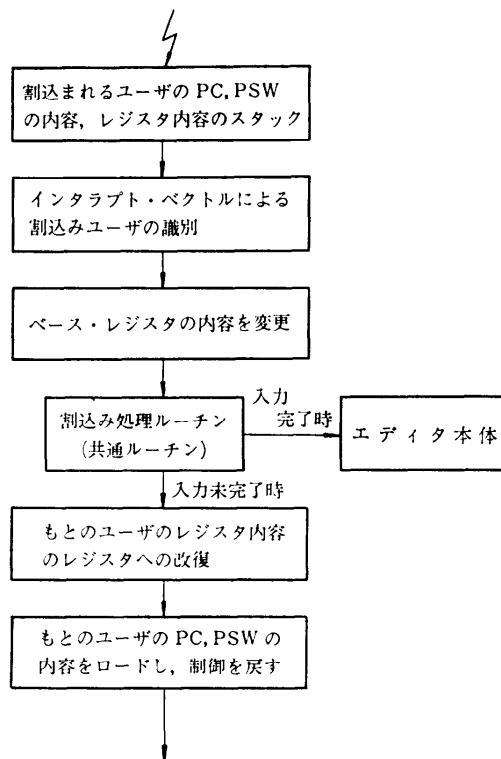 割込まれるユーザの PC, PSW
の内容，レジスタ内容のスタック
インタラプト・ベクトルによる
割込みユーザの識別
ベース・レジスタの内容を変更
割込み処理ルーチン
(共通ルーチン)
入力
完了時
エディタ本体
入力未完了時
もとのユーザのレジスタ内容
のレジスタへの改復
もとのユーザの PC, PSW の
内容をロードし，制御を戻す